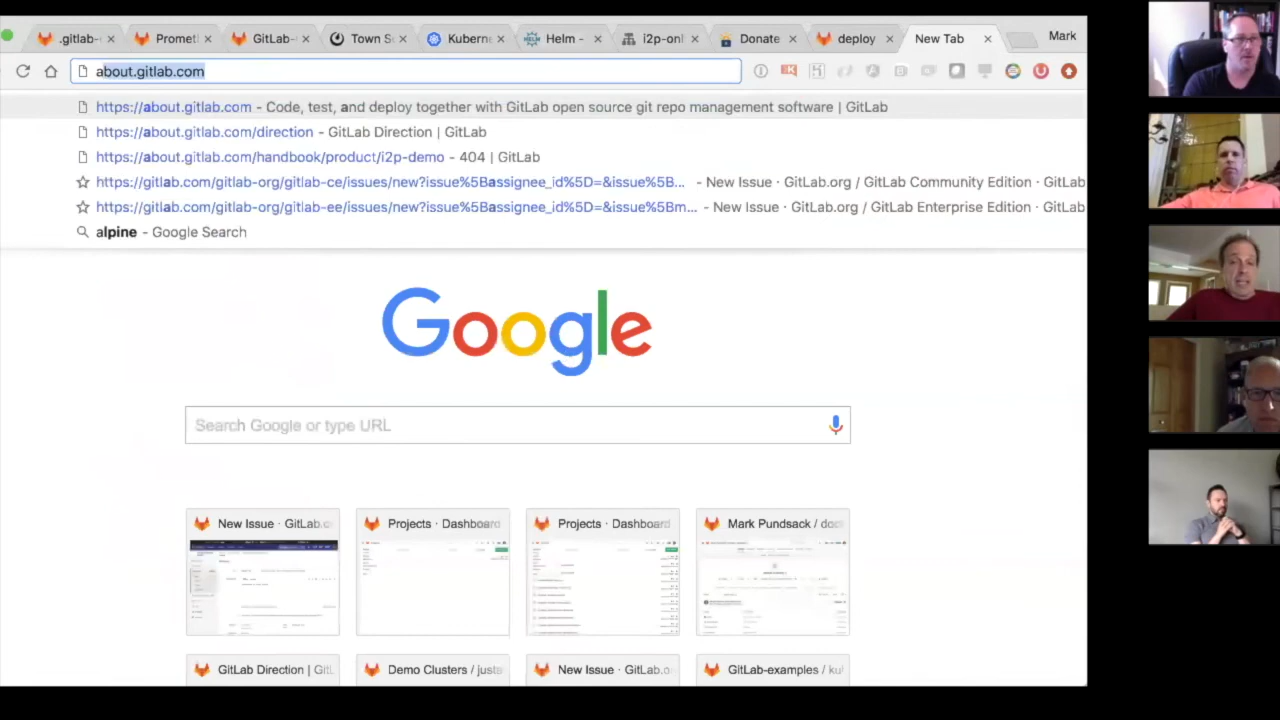 .gitlab-
Promet
GitLab-
Town S
Kuberne
Helm -
i2p-onl
Donate
deploy
New Tab
Mark
about.gitlab.com
https://about.gitlab.com - Code, test, and deploy together with GitLab open source git repo management software | GitLab
https://about.gitlab.com/direction - GitLab Direction | GitLab
https://about.gitlab.com/handbook/product/i2p-demo - 404 | GitLab
https://gitlab.com/gitlab-org/gitlab-ce/issues/new?issue%5Bassignee_id%5D=&issue%5B... - New Issue · GitLab.org / GitLab Community Edition · GitLab
https://gitlab.com/gitlab-org/gitlab-ee/issues/new?issue%5Bassignee_id%5D=&issue%5Bm... - New Issue · GitLab.org / GitLab Enterprise Edition · GitLab
alpine - Google Search
Google
Search Google or type URL
New Issue · GitLab.o
Projects · Dashboard
Projects · Dashboard
Mark Pundsack / doc
GitLab Direction | GitL
Demo Clusters / justa
New Issue · GitLab.o
GitLab-examples / ku